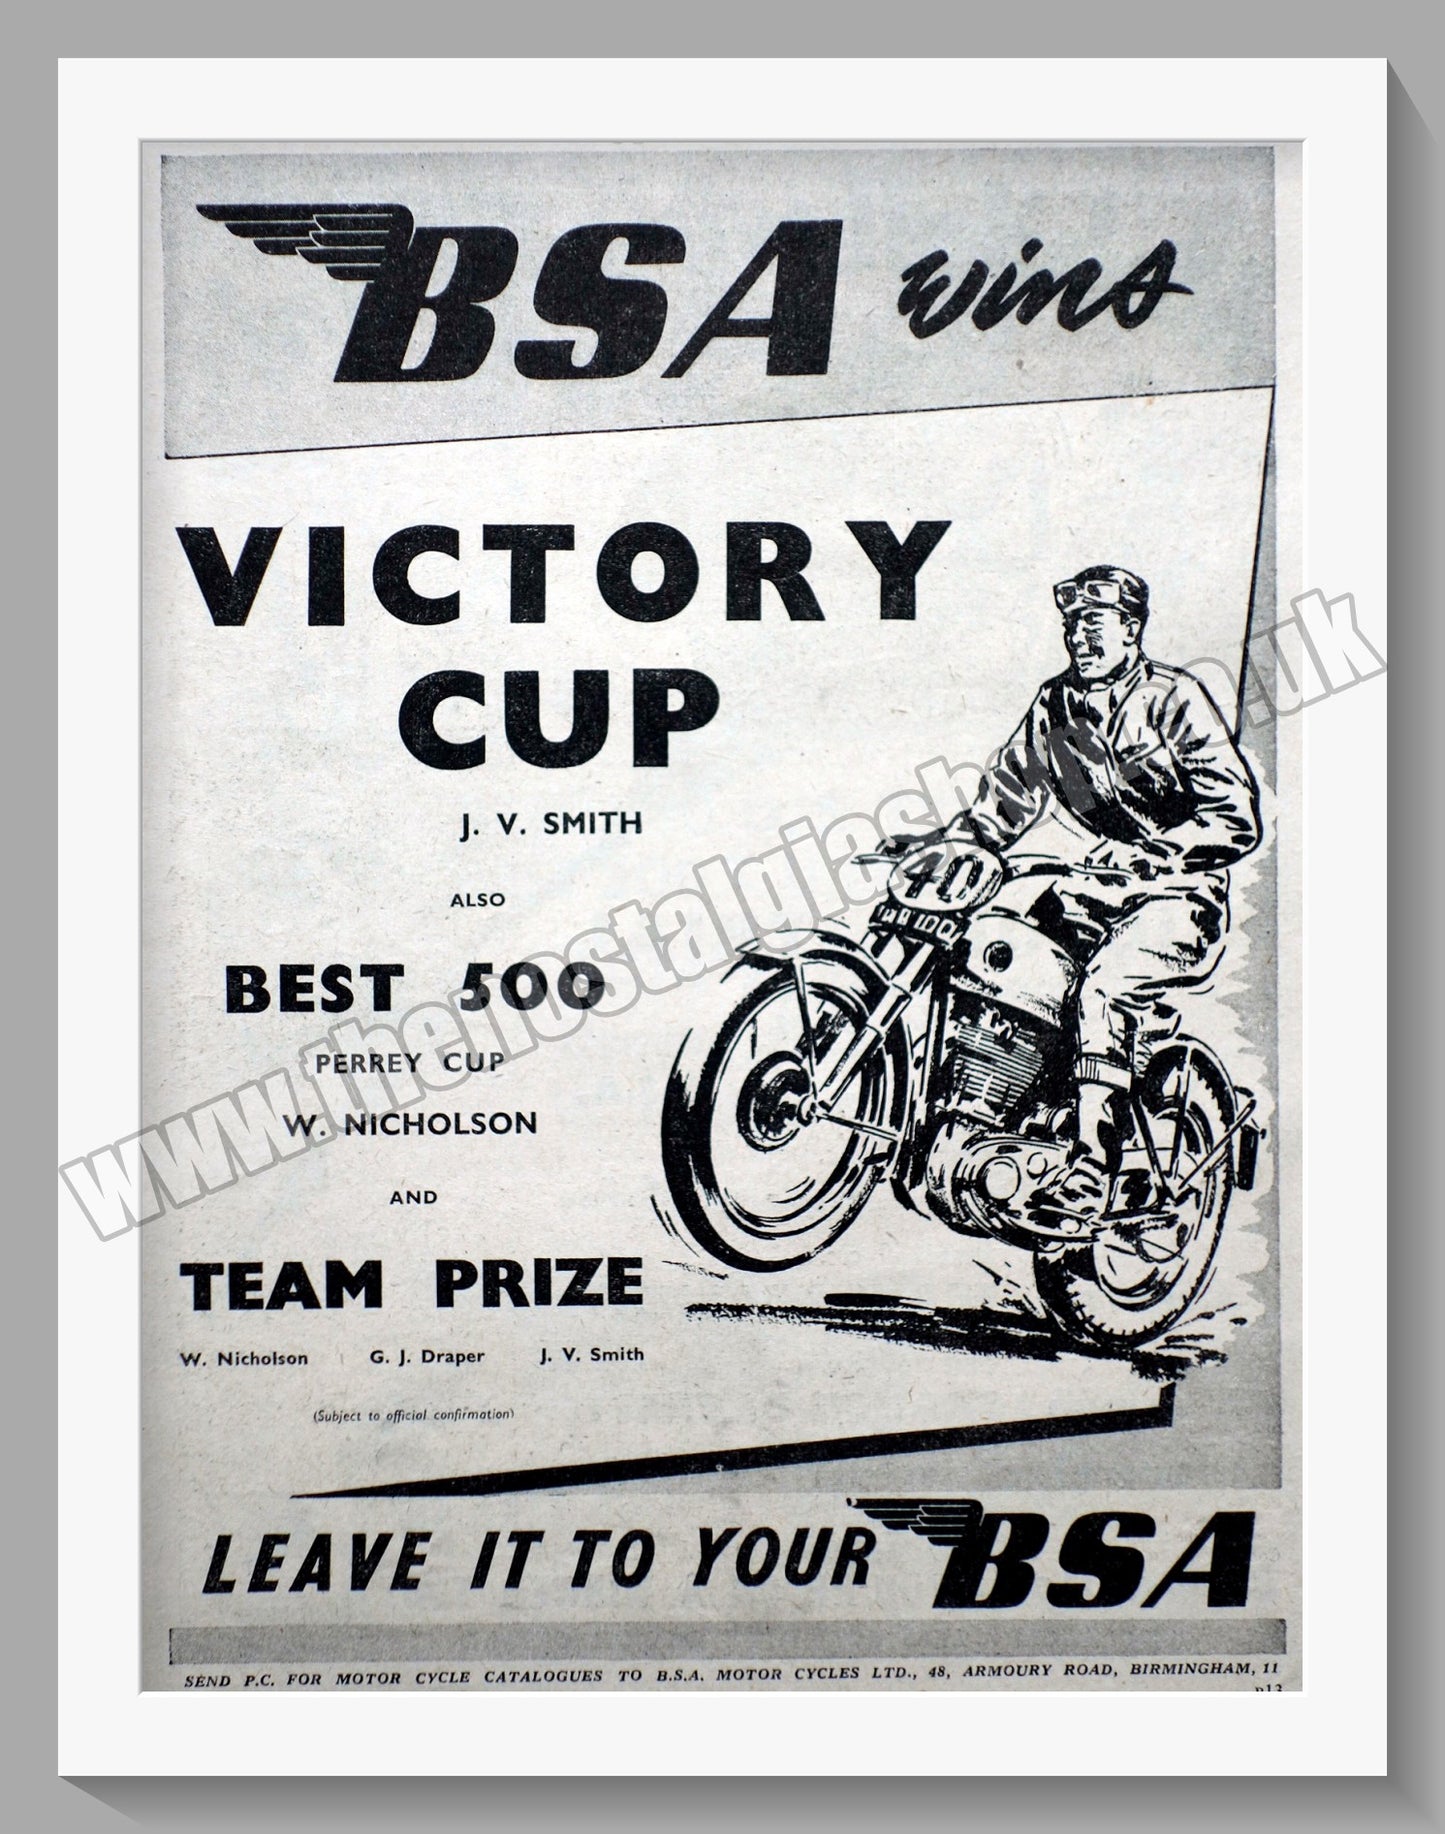 BSA wins
VICTORY
CUP
J. V. SMITH
ALSO
BEST 500
PERREY CUP
W. NICHOLSON
AND
TEAM PRIZE
W. Nicholson G. J. Draper J. V. Smith
(Subject to official confirmation)
40
LEAVE IT TO YOUR BSA
SEND P.C. FOR MOTOR CYCLE CATALOGUES TO B.S.A. MOTOR CYCLES LTD., 48, ARMOURY ROAD, BIRMINGHAM, 11
www.thenostalgiashop.co.uk